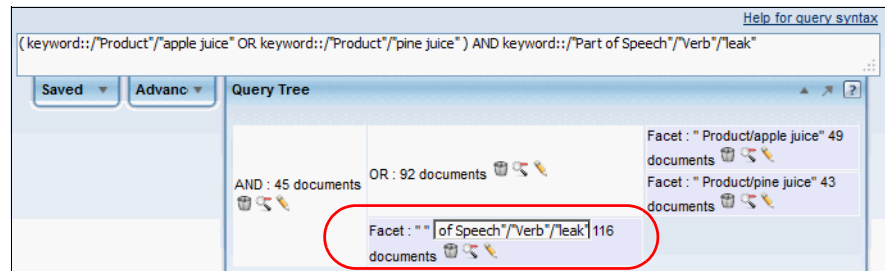 Help for query syntax
( keyword::/"Product"/"apple juice" OR keyword::/"Product"/"pine juice" ) AND keyword::/"Part of Speech"/"Verb"/"leak"
Saved
Advanc
Query Tree
?
AND : 45 documents
OR : 92 documents
Facet : " Product/apple juice" 49
documents
Facet : " Product/pine juice" 43
documents
Facet : " " of Speech"/"Verb"/"leak" 116
documents